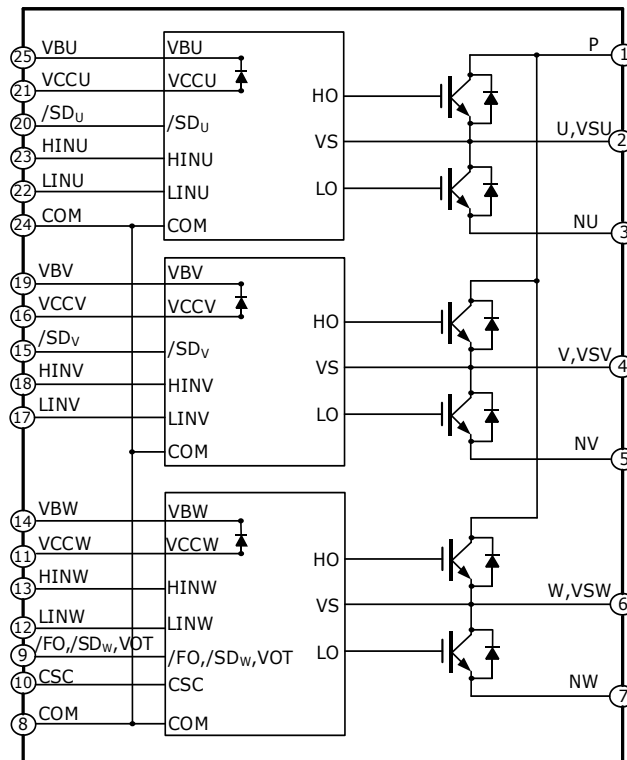 25 VBU VBU P 1
21 VCCU VCCU HO
20 /SDU /SDU VS U,VSU 2
23 HINU HINU
22 LINU LINU LO
24 COM COM NU 3
19 VBV VBV
16 VCCV VCCV HO
15 /SDV /SDV VS V,VSV 4
18 HINV HINV
17 LINV LINV LO
COM NV 5
14 VBW VBW
11 VCCW VCCW HO
13 HINW HINW VS W,VSW 6
12 LINW LINW
9 /FO,/SDW,VOT /FO,/SDW,VOT LO
10 CSC CSC NW 7
8 COM COM